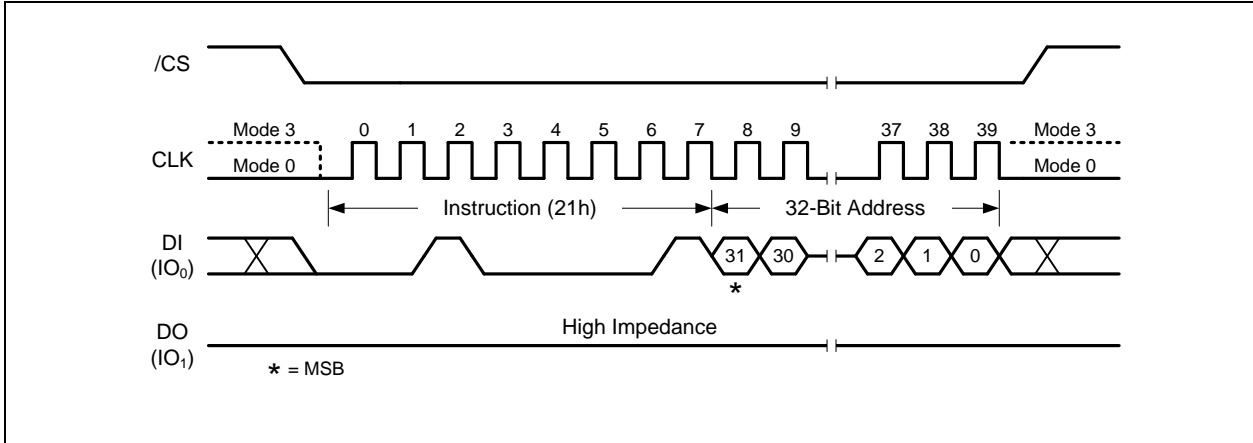 /CS
Mode 3 0 1 2 3 4 5 6 7 8 9 37 38 39 Mode 3
CLK
Mode 0 Mode 0
Instruction (21h) 32-Bit Address
DI
(IO₀)
31 30 2 1 0
*
High Impedance
DO
(IO₁)
* = MSB